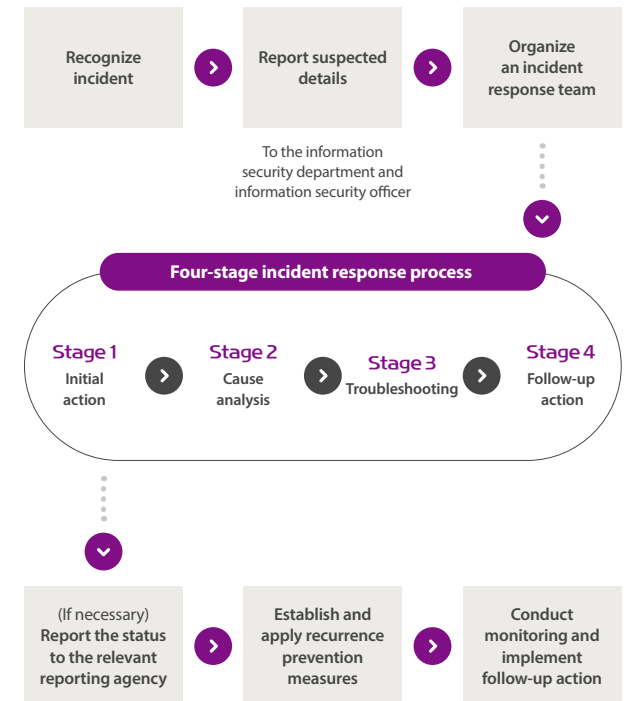 Recognize
incident
Report suspected
details
Organize
an incident
response team
To the information
security department and
information security officer
Four-stage incident response process
Stage 1
Initial
action
Stage 2
Cause
analysis
Stage 3
Troubleshooting
Stage 4
Follow-up
action
(If necessary)
Report the status
to the relevant
reporting agency
Establish and
apply recurrence
prevention
measures
Conduct
monitoring and
implement
follow-up action